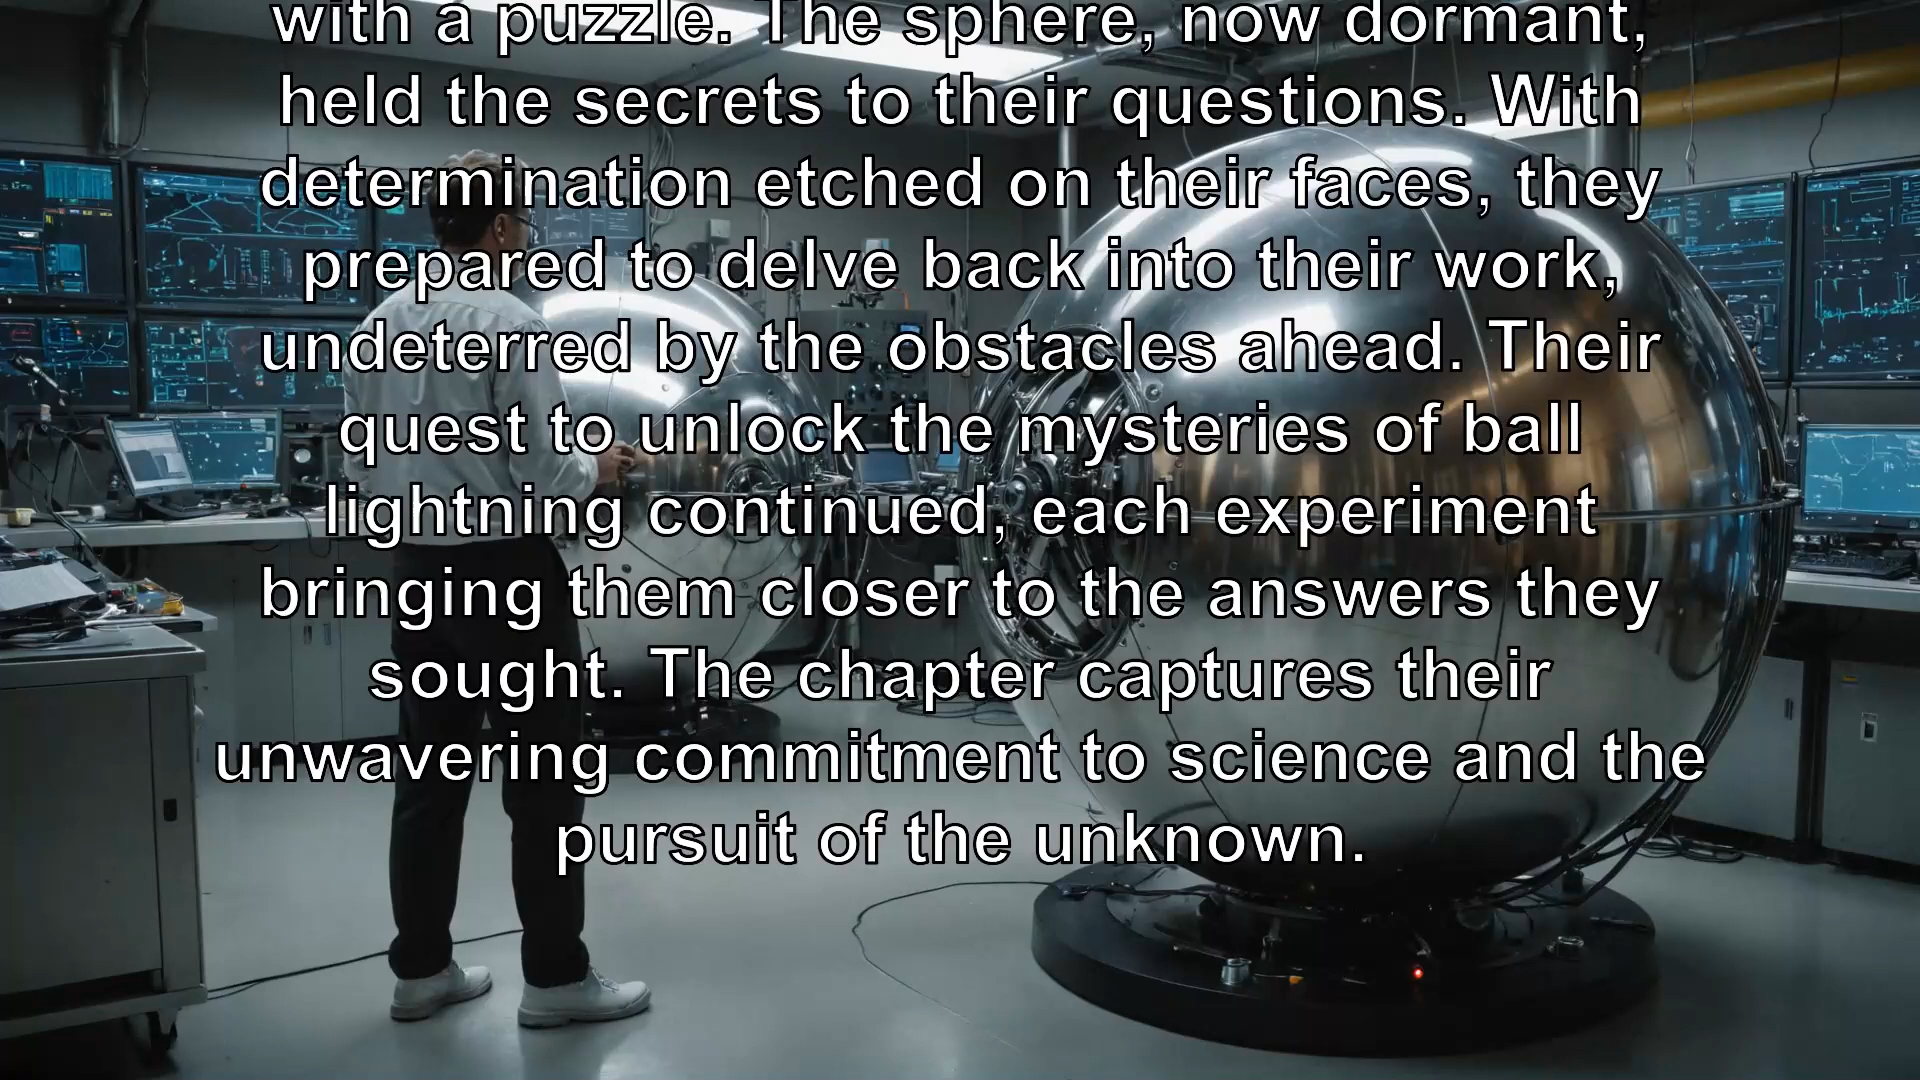 with a puzzle. The sphere, now dormant,
held the secrets to their questions. With
determination etched on their faces, they
prepared to delve back into their work,
undeterred by the obstacles ahead. Their
quest to unlock the mysteries of ball
lightning continued, each experiment
bringing them closer to the answers they
sought. The chapter captures their
unwavering commitment to science and the
pursuit of the unknown.